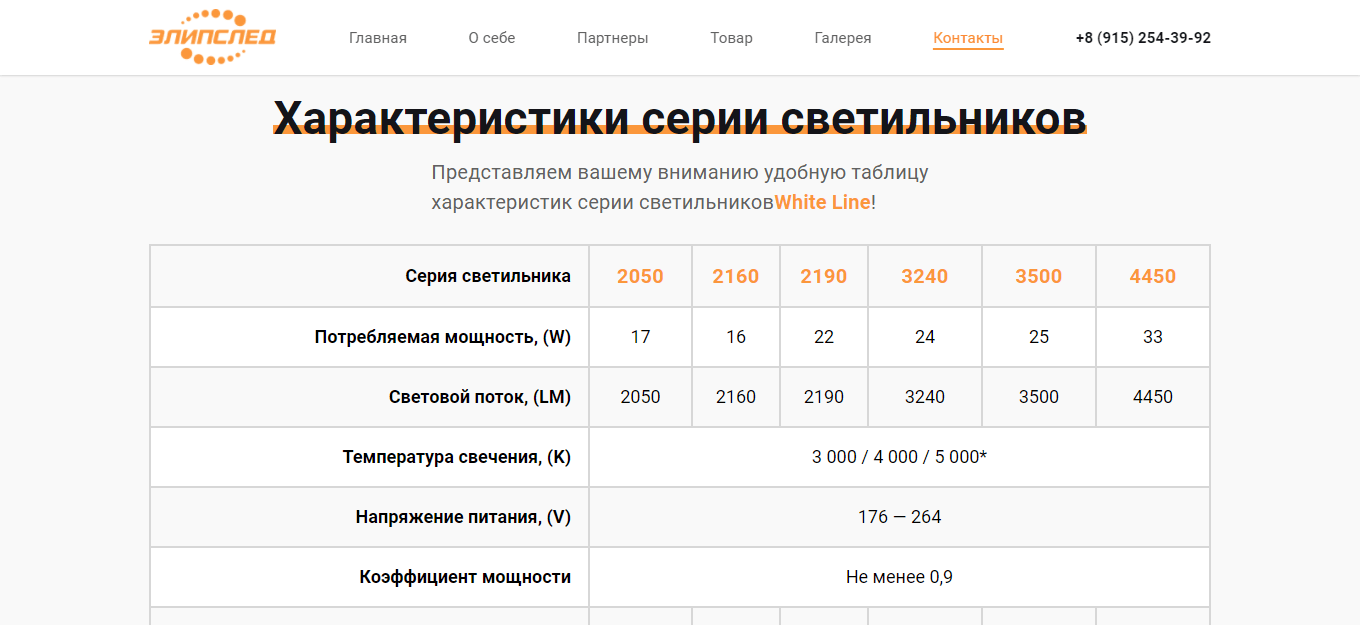 ЭЛИПСЛЕД
Главная О себе Партнеры Товар Галерея Контакты +8 (915) 254-39-92
Характеристики серии светильников
Представляем вашему вниманию удобную таблицу
характеристик серии светильниковWhite Line!
Серия светильника 2050 2160 2190 3240 3500 4450
Потребляемая мощность, (W) 17 16 22 24 25 33
Световой поток, (LM) 2050 2160 2190 3240 3500 4450
Температура свечения, (K) 3 000 / 4 000 / 5 000*
Напряжение питания, (V) 176 — 264
Коэффициент мощности Не менее 0,9